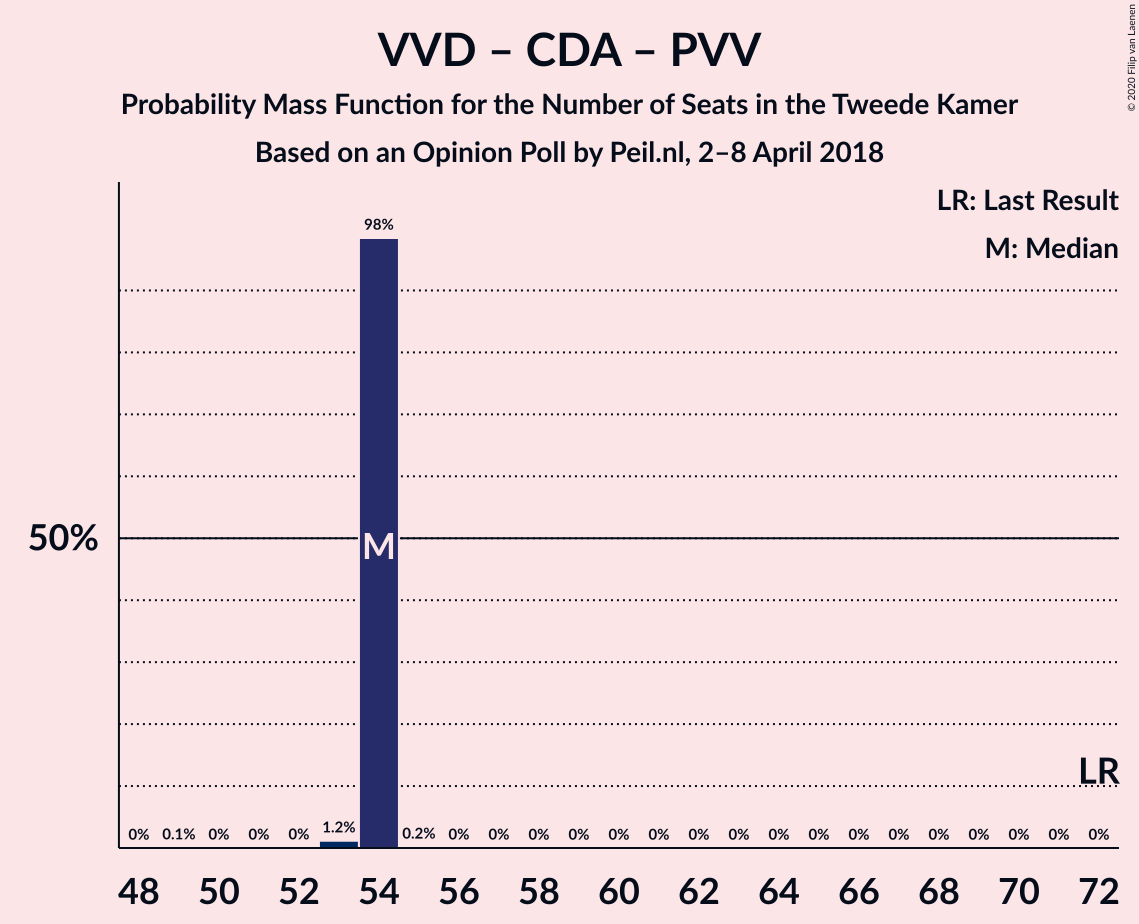 VVD – CDA – PVV
Probability Mass Function for the Number of Seats in the Tweede Kamer
Based on an Opinion Poll by Peil.nl, 2–8 April 2018
© 2020 Filip van Laenen
LR: Last Result
M: Median
98%
50%
M
LR
0% 0.1% 0% 0% 0% 1.2% 0.2% 0% 0% 0% 0% 0% 0% 0% 0% 0% 0% 0% 0% 0% 0% 0% 0% 0%
48 50 52 54 56 58 60 62 64 66 68 70 72